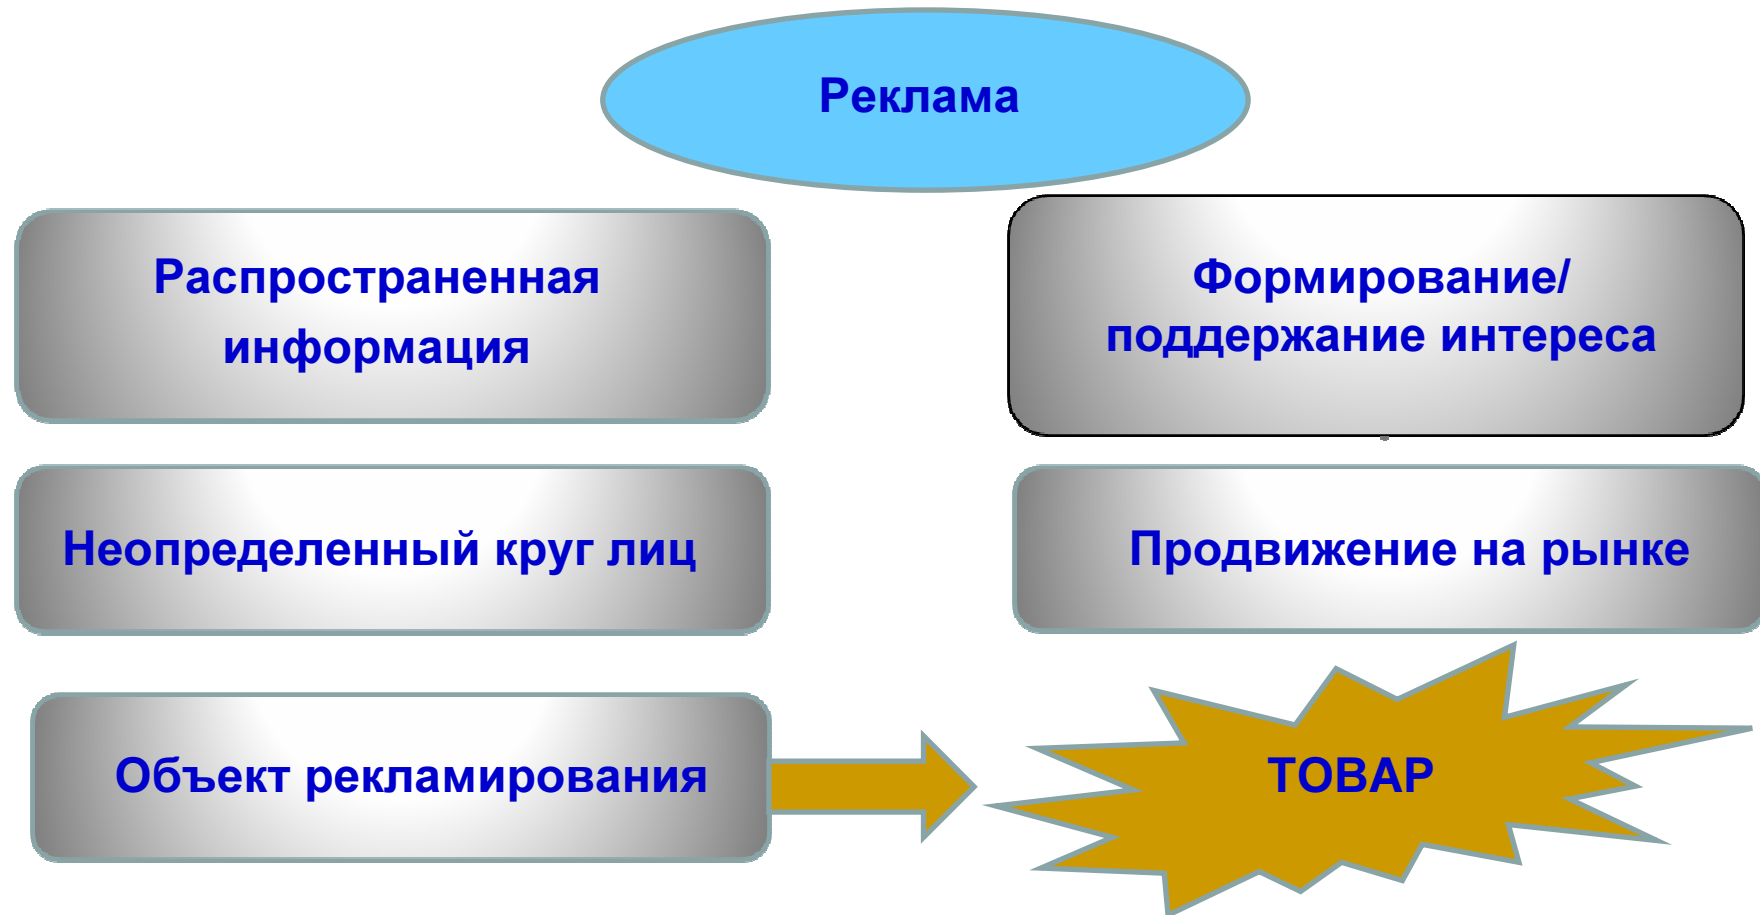 Реклама
Распространенная
информация
Формирование/
поддержание интереса
Неопределенный круг лиц
Продвижение на рынке
Объект рекламирования
ТОВАР